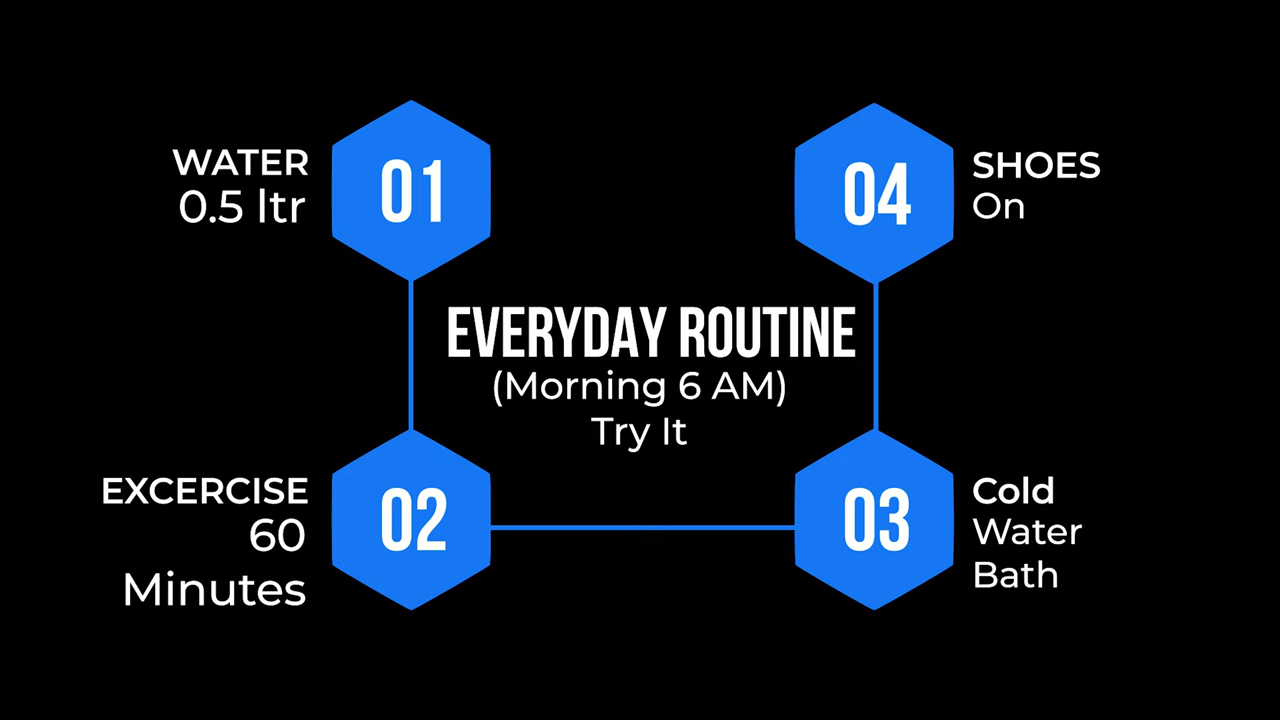 01
WATER
0.5 ltr
04
SHOES
On
EVERYDAY ROUTINE
(Morning 6 AM)
Try It
02
EXCERCISE
60
Minutes
03
Cold
Water
Bath